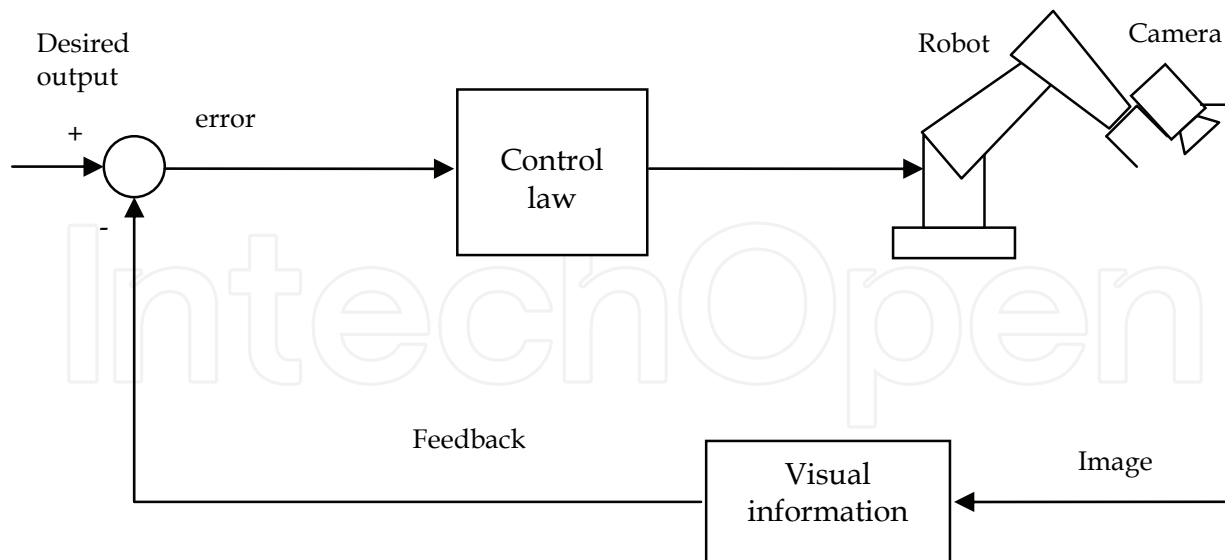 Desired
output
+
error
-
Control
law
Robot
Camera
IntechOpen
Feedback
Visual
information
Image